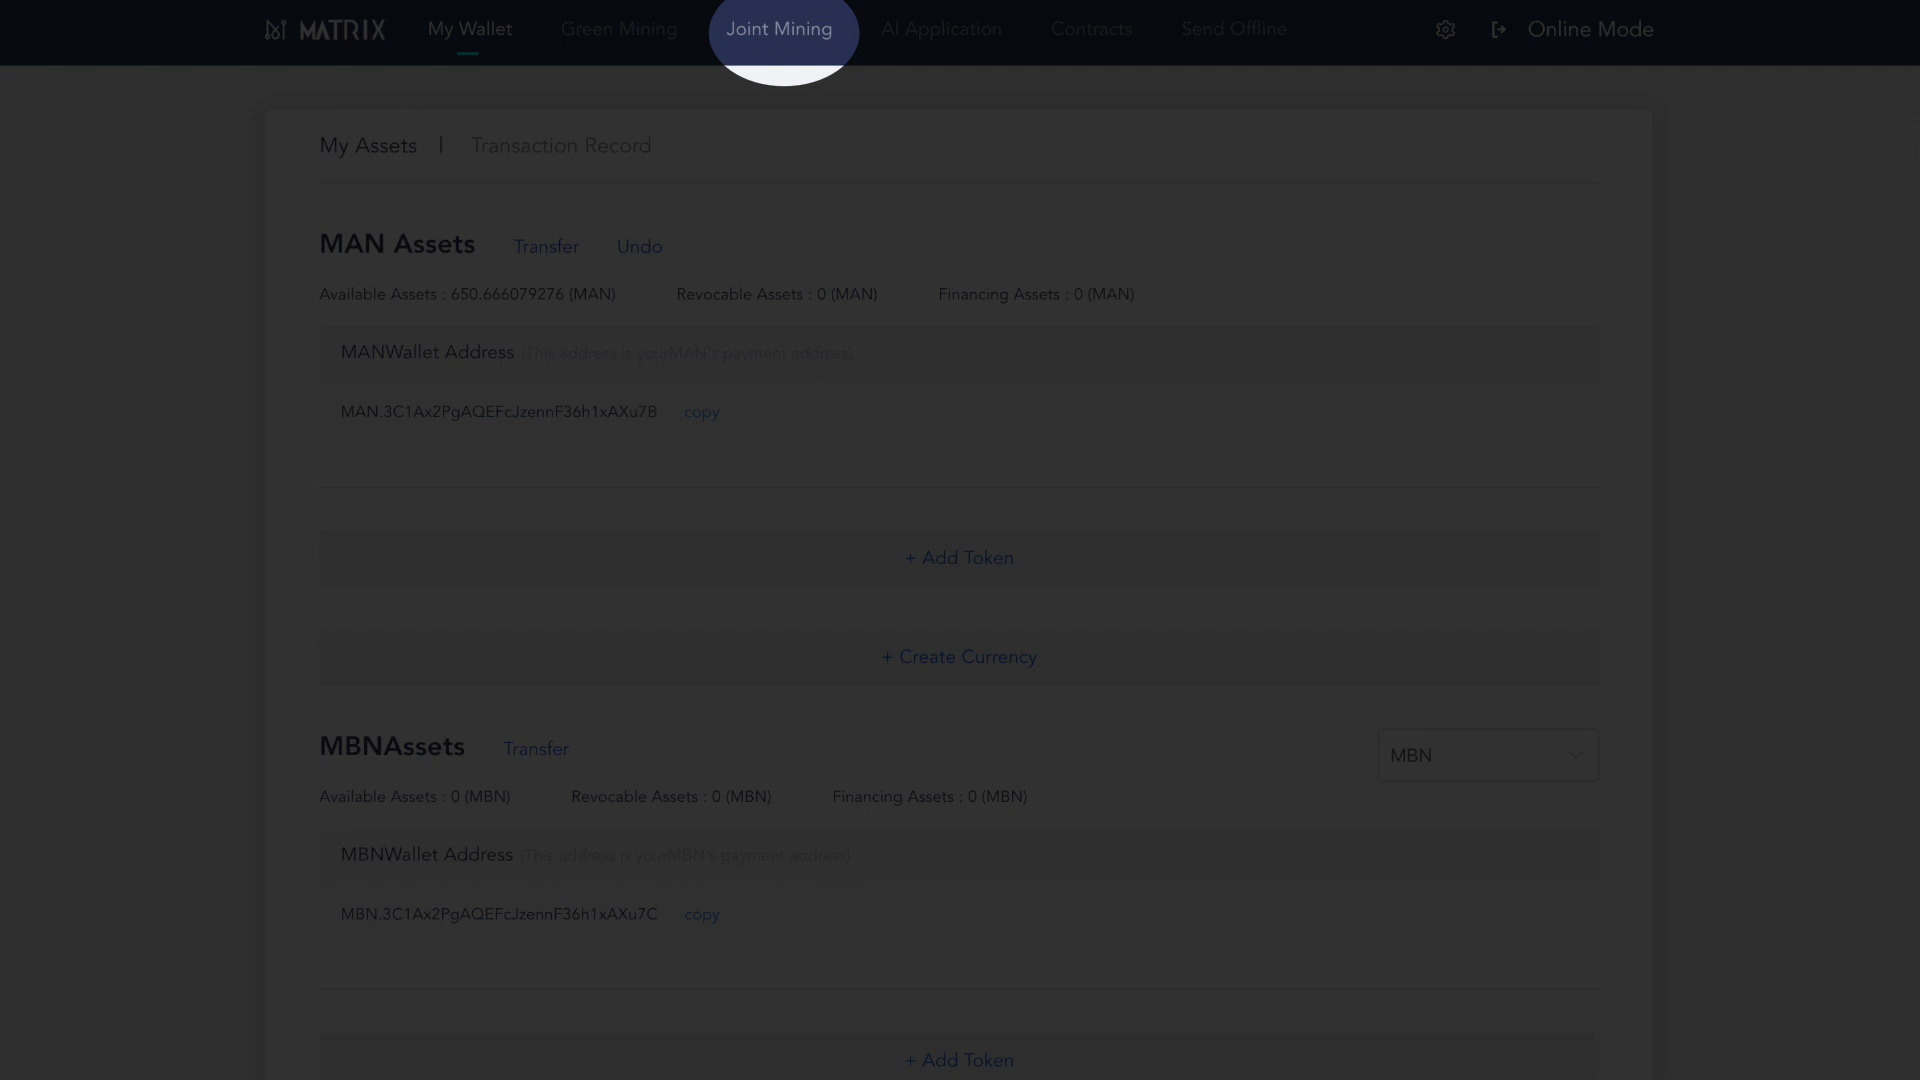 MATRIX My Wallet Green Mining Joint Mining AI Application Contracts Send Offline Online Mode
My Assets | Transaction Record
MAN Assets Transfer Undo
Available Assets : 650.666079276 (MAN) Revocable Assets : 0 (MAN) Financing Assets : 0 (MAN)
MANWallet Address (This address is yourMAN's payment address)
MAN.3C1Ax2PgAQEFcJzennF36h1xAXu7B copy
+ Add Token
+ Create Currency
MBNAssets Transfer MBN
Available Assets : 0 (MBN) Revocable Assets : 0 (MBN) Financing Assets : 0 (MBN)
MBNWallet Address (This address is yourMBN's payment address)
MBN.3C1Ax2PgAQEFcJzennF36h1xAXu7C copy
+ Add Token